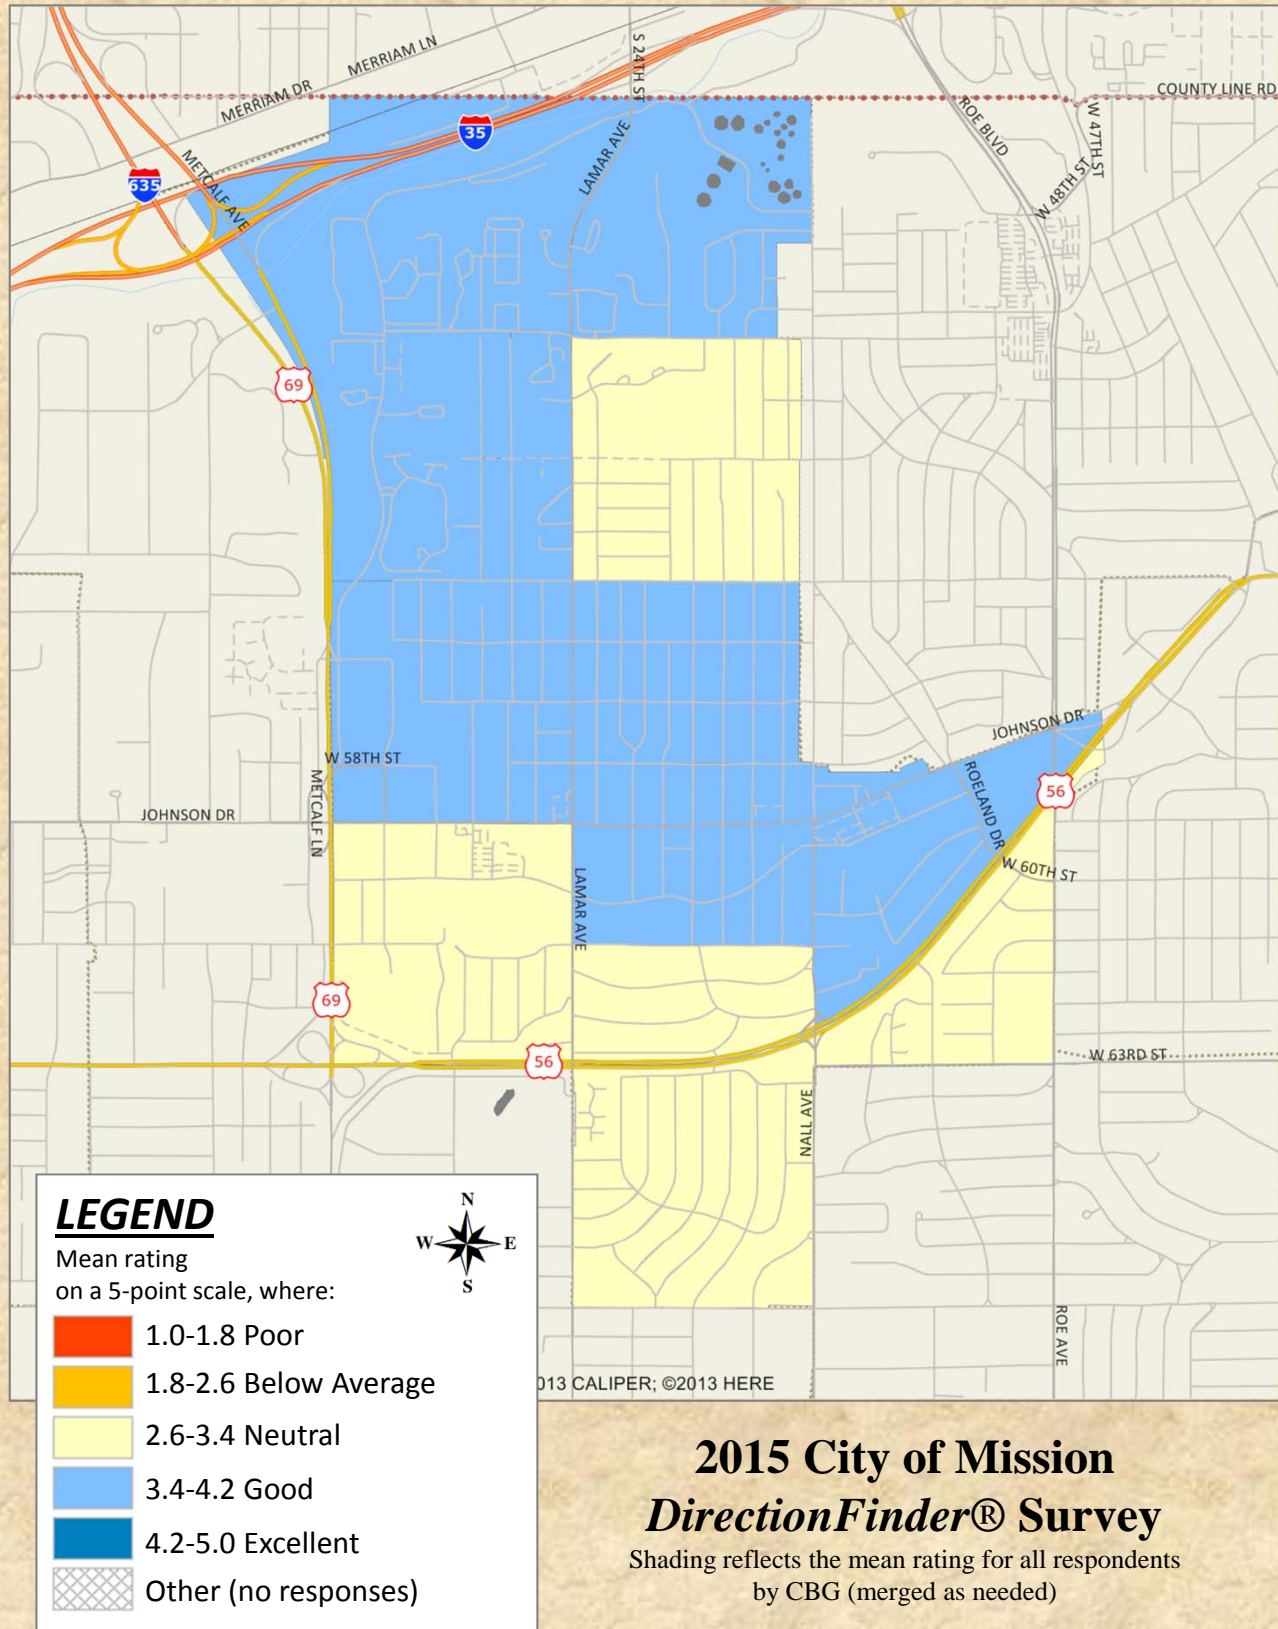 MERRIAM LN
S 24TH ST
MERRIAM DR
COUNTY LINE RD
35
ROE BLVD
W 47TH ST
LAMAR AVE
METCALF AVE
635
W 48TH ST
69
JOHNSON DR
W 58TH ST
ROELAND DR
56
METCALF LN
JOHNSON DR
W 60TH ST
LAMAR AVE
69
56
W 63RD ST
NALL AVE
ROE AVE
013 CALIPER; ©2013 HERE
LEGEND
N
W E
S
Mean rating
on a 5-point scale, where:
1.0-1.8 Poor
1.8-2.6 Below Average
2.6-3.4 Neutral
3.4-4.2 Good
4.2-5.0 Excellent
Other (no responses)
2015 City of Mission
DirectionFinder® Survey
Shading reflects the mean rating for all respondents
by CBG (merged as needed)